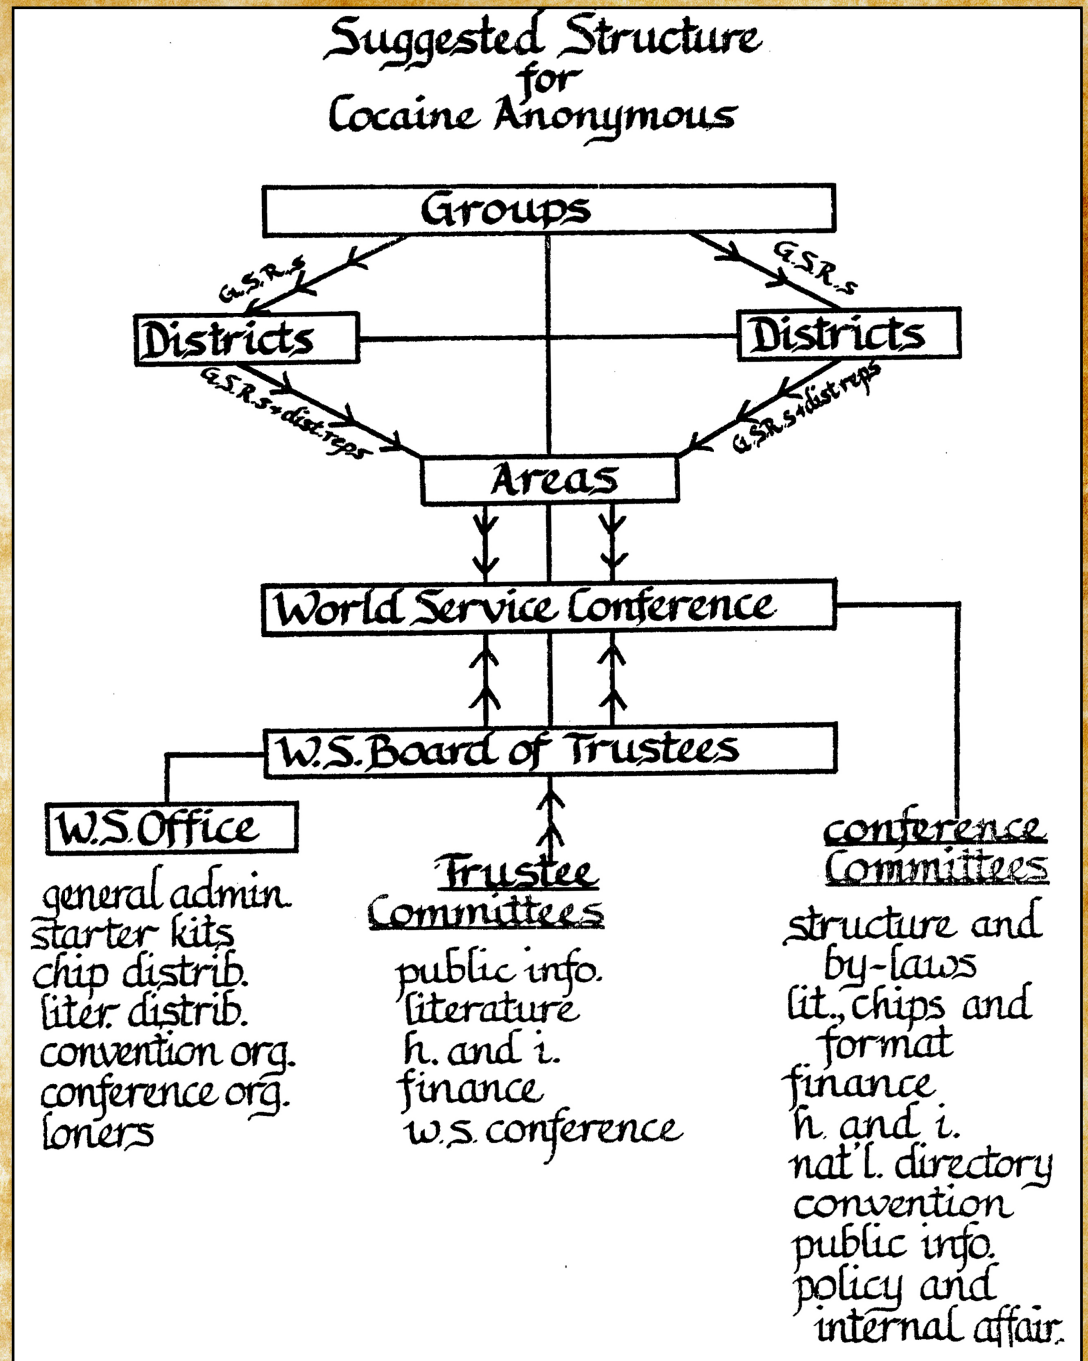 Suggested Structure
for
Cocaine Anonymous
Groups
G.S.R.s
G.S.R.s
Districts
Districts
G.S.R.s+dist.reps
G.S.R.s+dist.reps
Areas
World Service Conference
W.S. Board of Trustees
W.S. Office
general admin.
starter kits
chip distrib.
liter. distrib.
convention org.
conference org.
loners
Trustee
Committees
public info.
literature
h. and i.
finance
w.s. conference
conference
Committees
structure and
by-laws
lit., chips and
format
finance
h. and i.
nat'l. directory
convention
public info.
policy and
internal affair.